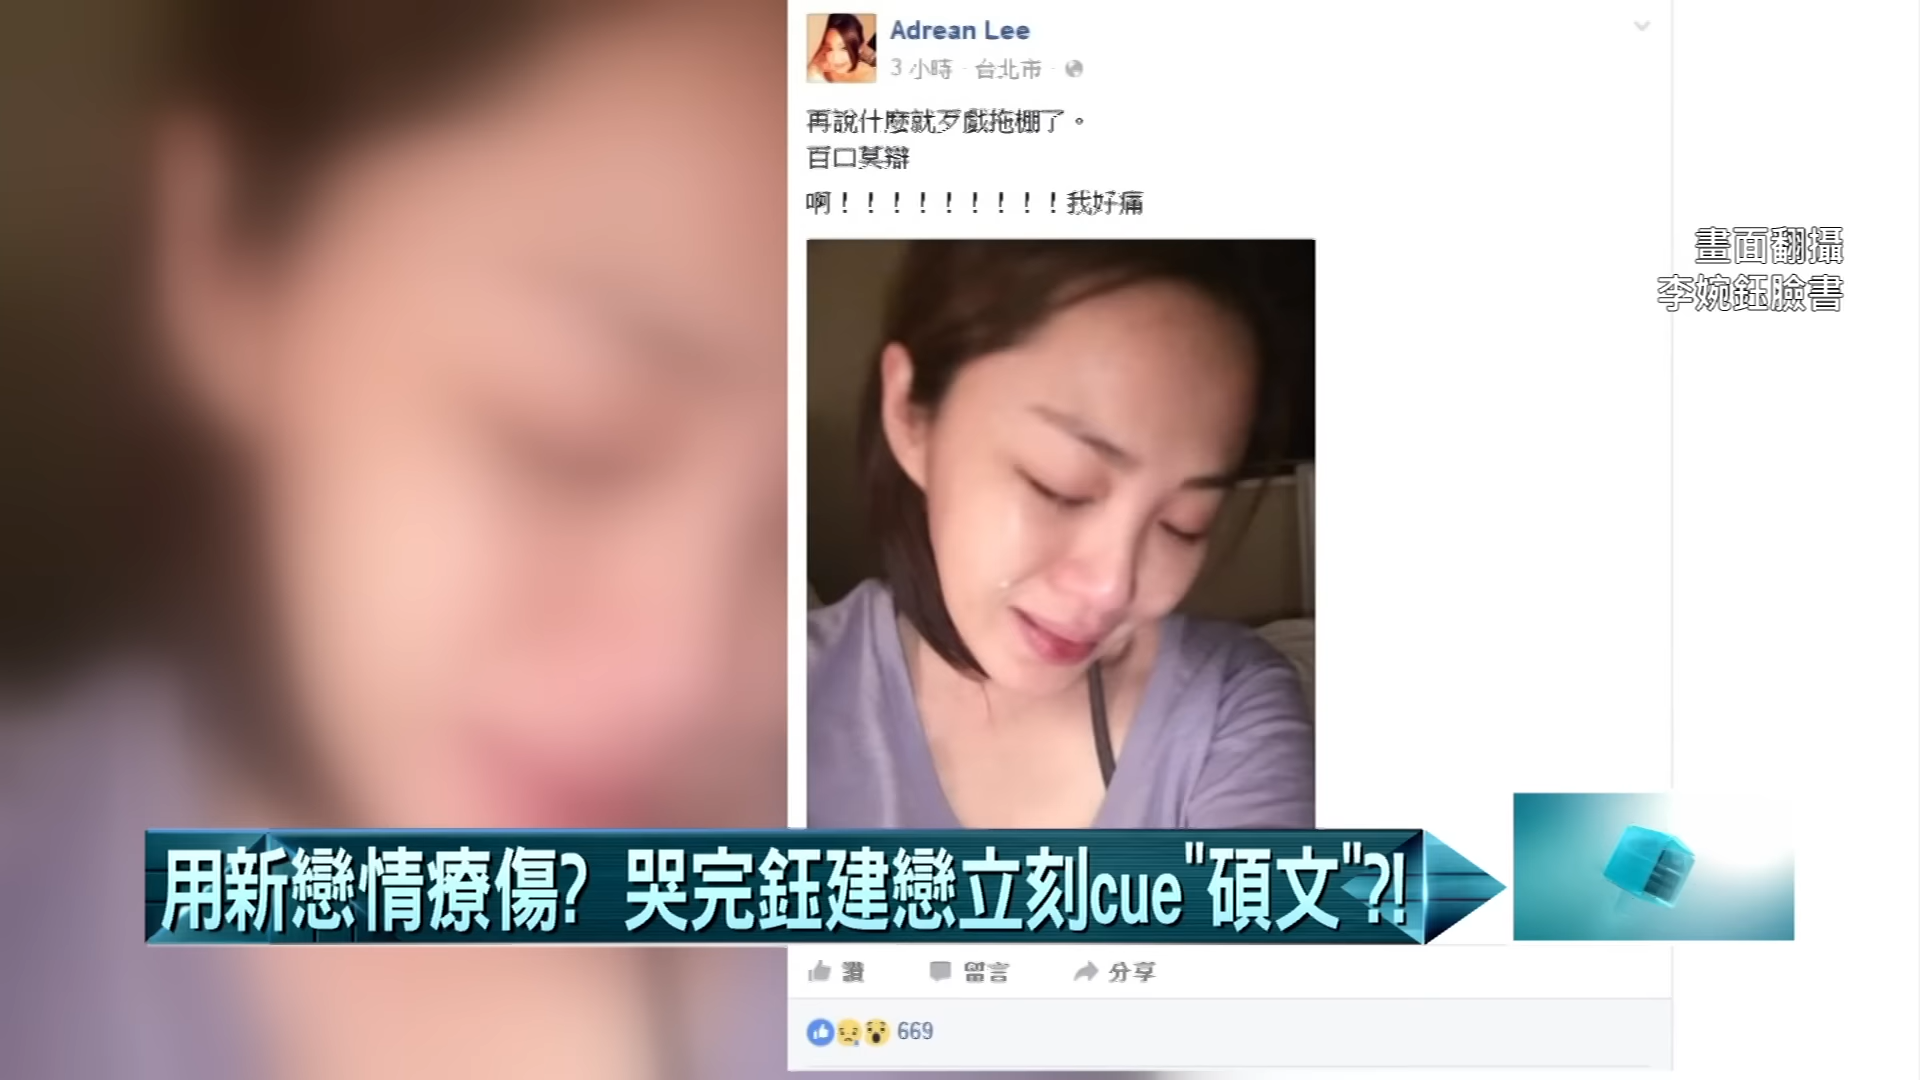 Adrean Lee
3 小時 · 台北市 ·
再說什麼就歹戲拖棚了。
百口莫辯
啊！！！！！！！！！我好痛
畫面翻攝
李婉鈺臉書
用新戀情療傷? 哭完鈺建戀立刻cue"碩文"?!
讚 留言 分享
669